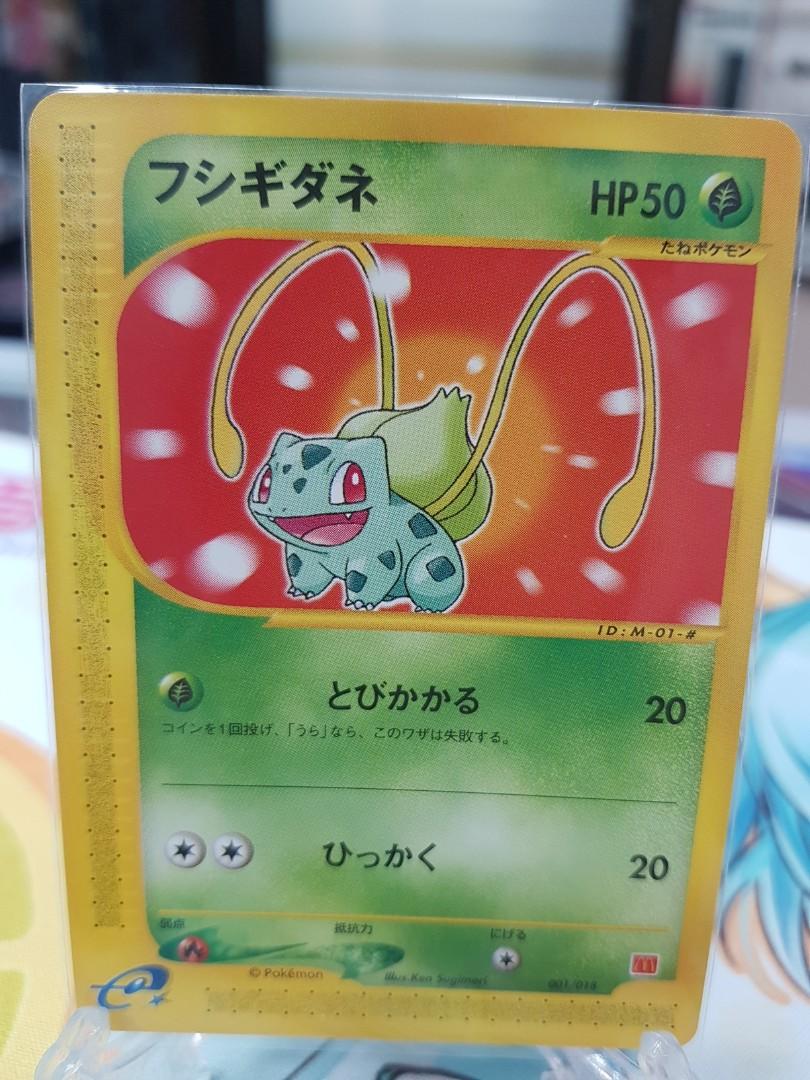 フシギダネ
HP50
たねポケモン
ID:M-01-#
とびかかる
20
コインを1回投げ、「うら」なら、このワザは失敗する。
ひっかく
20
弱点
抵抗力
にげる
© Pokémon
Illus.Ken Sugimori
001/018
e